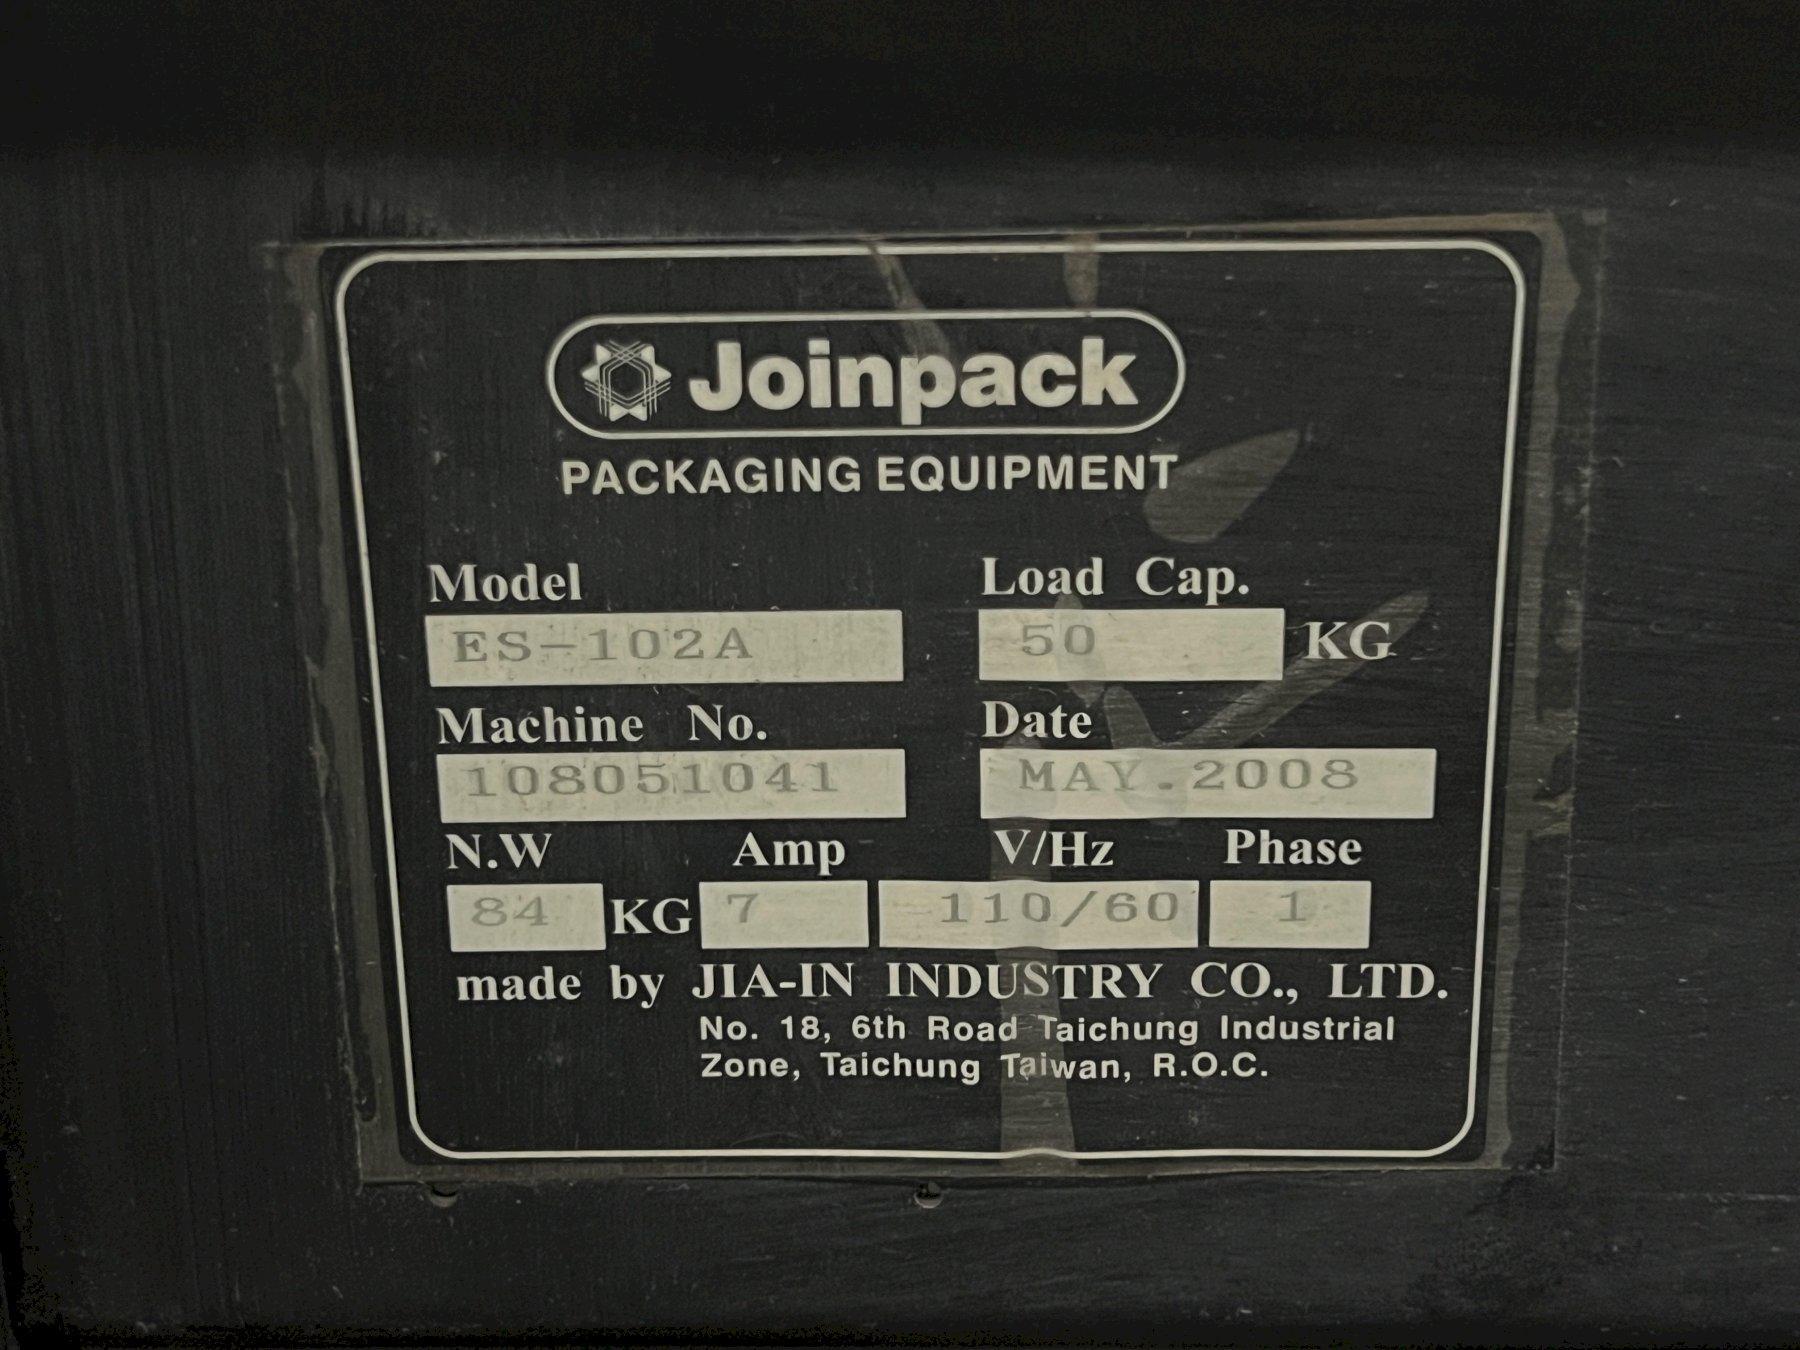 Joinpack
PACKAGING EQUIPMENT
Model Load Cap.
ES-102A 50 KG
Machine No. Date
108051041 MAY.2008
N.W Amp V/Hz Phase
84 KG 7 110/60 1
made by JIA-IN INDUSTRY CO., LTD.
No. 18, 6th Road Taichung Industrial
Zone, Taichung Taiwan, R.O.C.